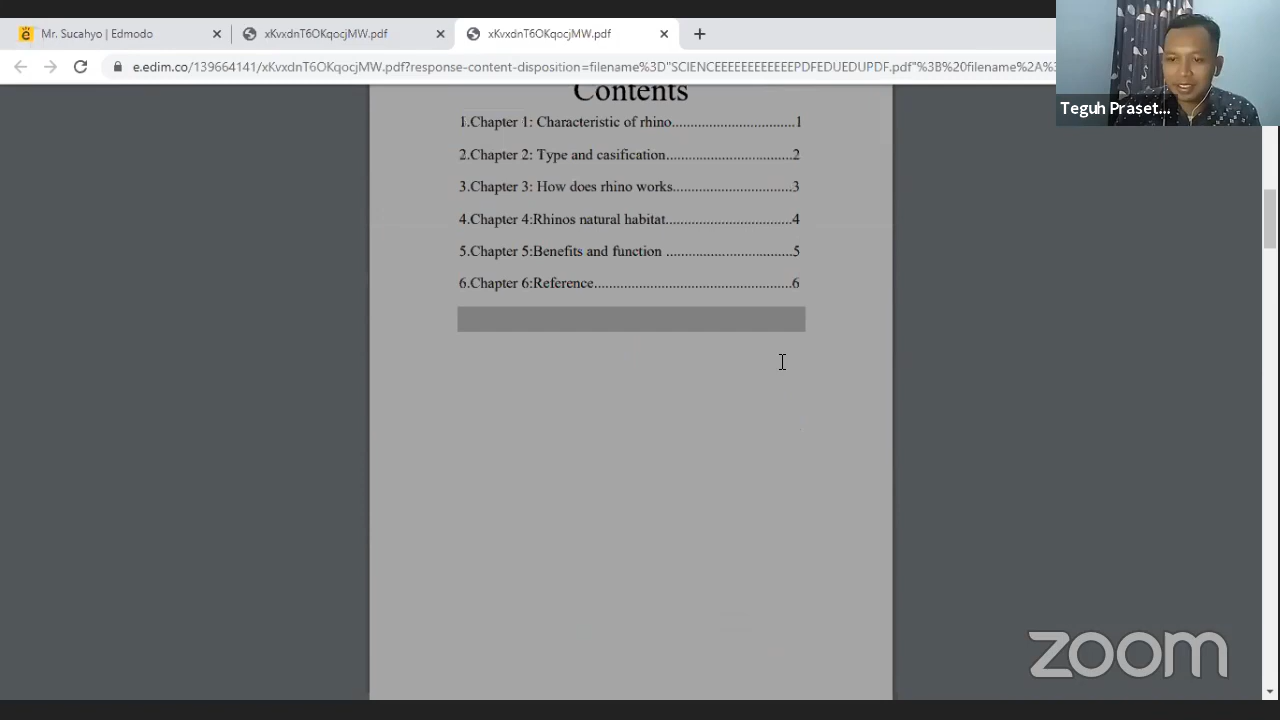 Mr. Sucahyo | Edmodo
xKvxdnT6OKqocjMW.pdf
xKvxdnT6OKqocjMW.pdf
e.edim.co/139664141/xKvxdnT6OKqocjMW.pdf?response-content-disposition=filename%3D"SCIENCEEEEEEEEEEEEPDFEDUEDUPDF.pdf"%3B%20filename%2A%3
Teguh Praset...
Contents
1.Chapter 1: Characteristic of rhino................................1
2.Chapter 2: Type and casification.................................2
3.Chapter 3: How does rhino works...............................3
4.Chapter 4:Rhinos natural habitat.................................4
5.Chapter 5:Benefits and function .................................5
6.Chapter 6:Reference....................................................6
zoom